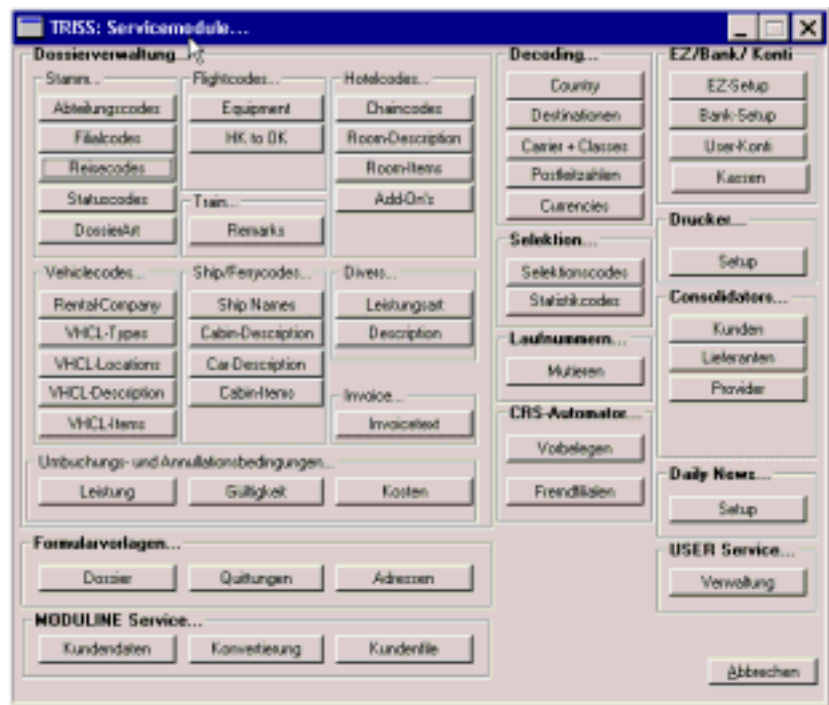 TRISS: Servicemodule...
Dossierverwaltung...
Stamm...
Abteilungscodes
Filialcodes
Reisecodes
Statuscodes
DossierArt
Flightcodes...
Equipment
HK to OK
Train...
Remarks
Hotelcodes...
Chaincodes
Room-Description
Room-Items
Add-On's
Vehiclecodes...
Rental-Company
VHCL-Types
VHCL-Locations
VHCL-Description
VHCL-Items
Ship/Ferrycodes...
Ship Names
Cabin-Description
Car-Description
Cabin-Items
Divers...
Leistungsart
Description
Invoice...
Invoicetext
Umbuchungs- und Annullationsbedingungen...
Leistung
Gültigkeit
Kosten
Formularvorlagen...
Dossier
Quittungen
Adressen
MODULINE Service...
Kundendaten
Konvertierung
Kundenfile
Decoding...
Country
Destinationen
Carrier + Classes
Postleitzahlen
Currencies
Selektion...
Selektionscodes
Statistikcodes
Laufnummern...
Mutieren
CRS-Automator...
Vorbelegen
Fremdfilialen
EZ/Bank/ Konti
EZ-Setup
Bank-Setup
User-Konti
Kassen
Drucker...
Setup
Consolidators...
Kunden
Lieferanten
Provider
Daily News...
Setup
USER Service...
Verwaltung
Abbrechen